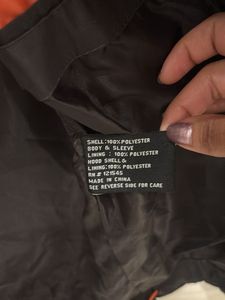 SHELL:100% POLYESTER
BODY & SLEEVE
LINING : 100% POLYESTER
HOOD SHELL &
LINING:100% POLYESTER
RN# 121545
MADE IN CHINA
SEE REVERSE SIDE FOR CARE